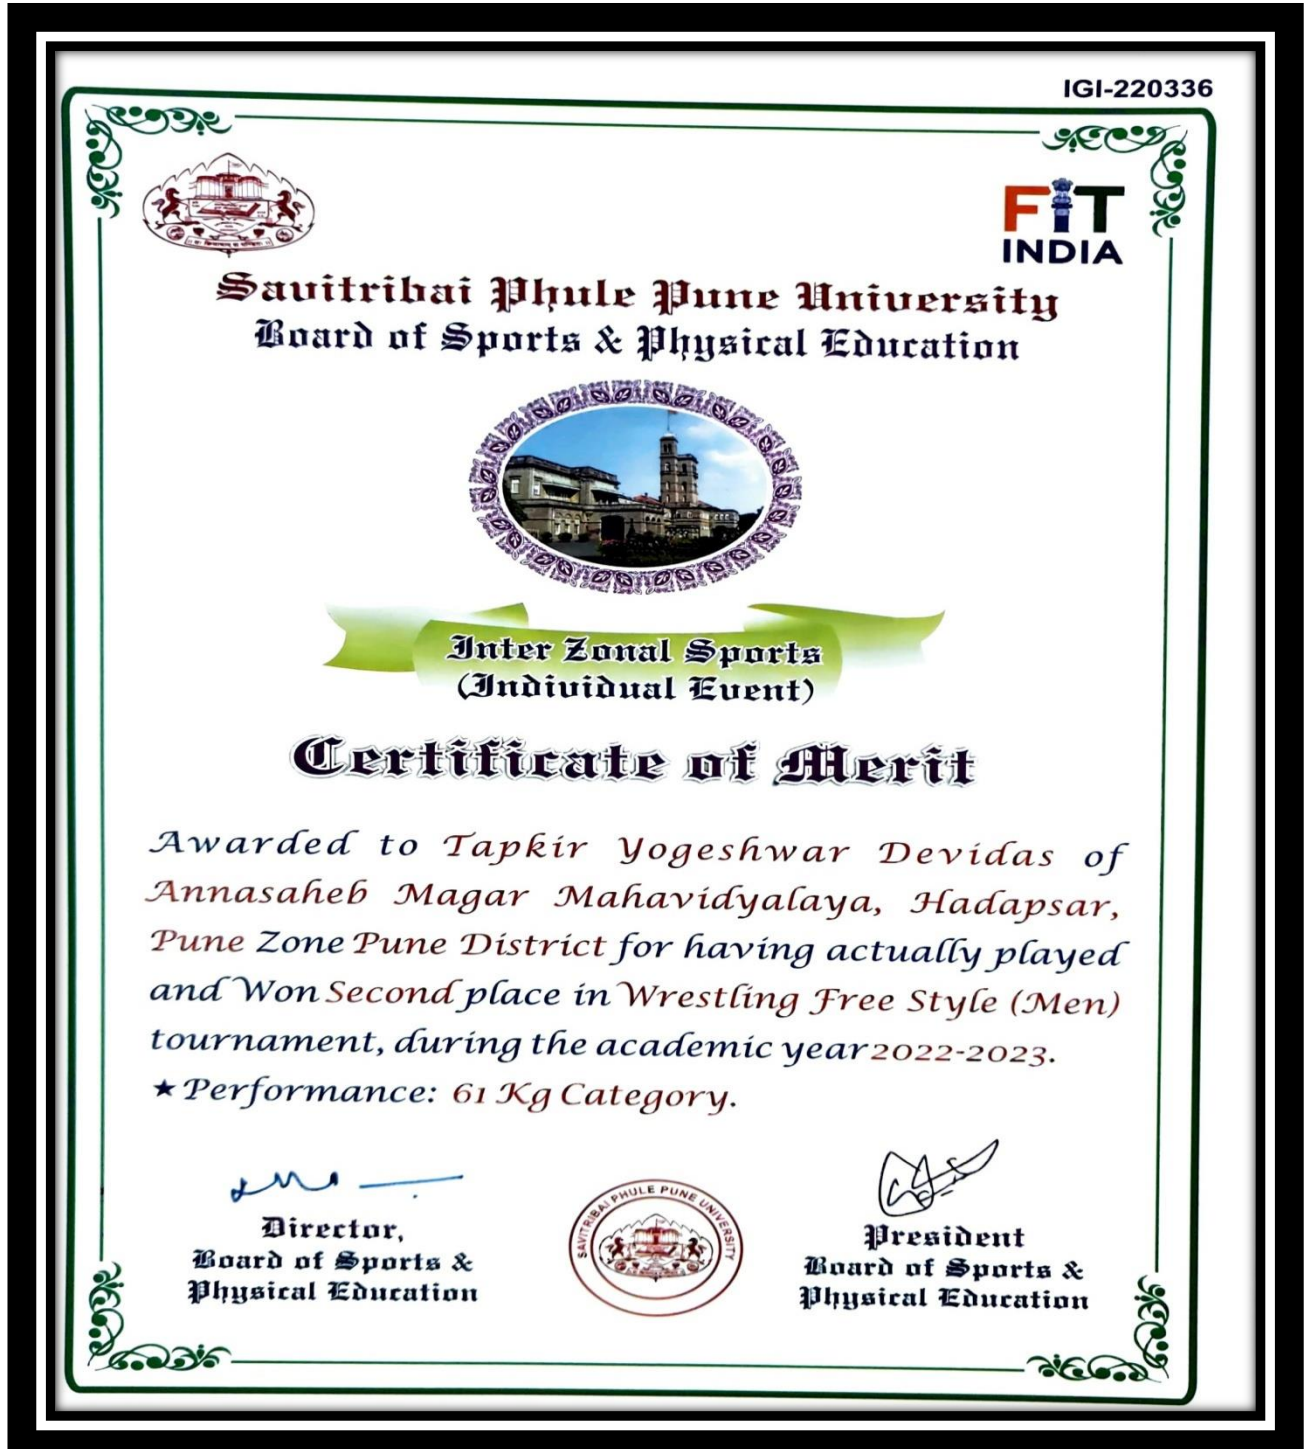 IGI-220336
FIT
INDIA
Savitribai Phule Pune University
Board of Sports & Physical Education
Inter Zonal Sports
(Individual Event)
Certificate of Merit
Awarded to Tapkir Yogeshwar Devidas of
Annasaheb Magar Mahavidyalaya, Hadapsar,
Pune Zone Pune District for having actually played
and Won Second place in Wrestling Free Style (Men)
tournament, during the academic year 2022-2023.
★ Performance: 61 Kg Category.
Director,
Board of Sports &
Physical Education
SAVITRIBAI PHULE PUNE UNIVERSITY
President
Board of Sports &
Physical Education